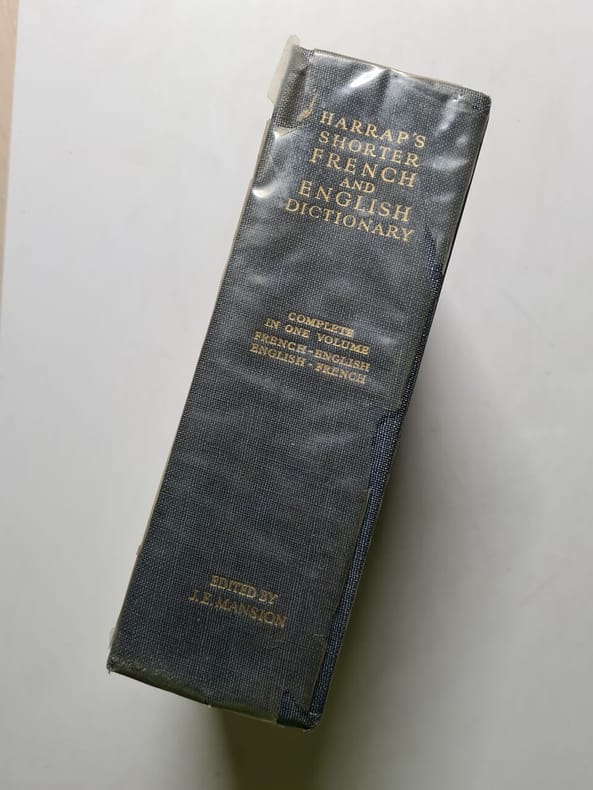 HARRAP'S
SHORTER
FRENCH
AND
ENGLISH
DICTIONARY
COMPLETE
IN ONE VOLUME
FRENCH-ENGLISH
ENGLISH-FRENCH
EDITED BY
J. E. MANSION